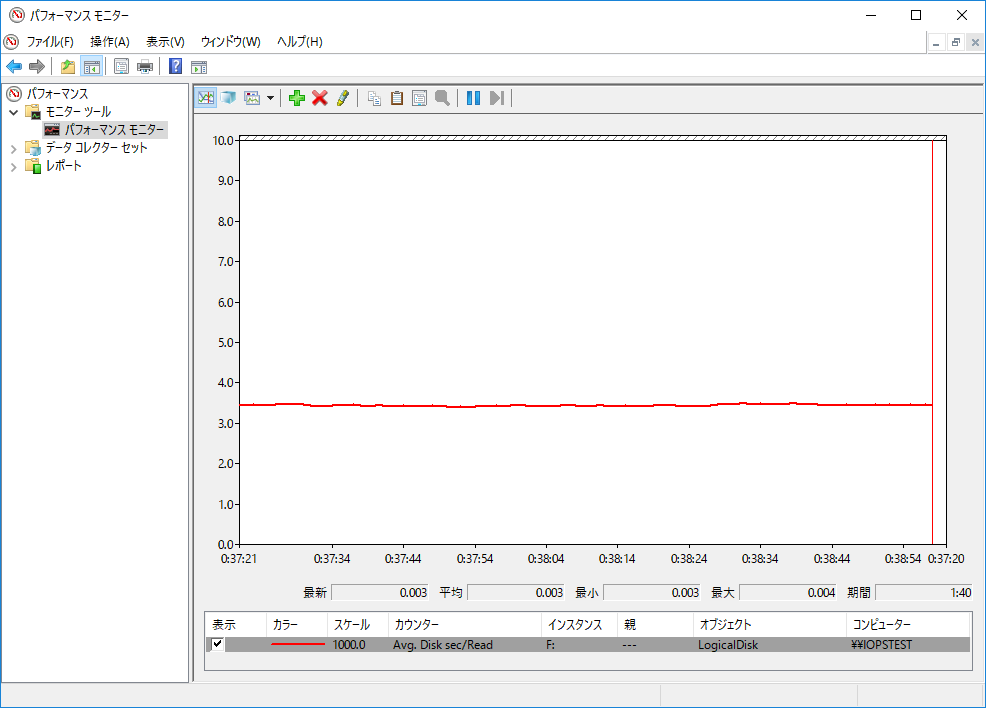 パフォーマンス モニター
ファイル(F) 操作(A) 表示(V) ウィンドウ(W) ヘルプ(H)
パフォーマンス
モニター ツール
パフォーマンス モニター
データ コレクター セット
レポート
10.0
9.0
8.0
7.0
6.0
5.0
4.0
3.0
2.0
1.0
0.0
0:37:21 0:37:34 0:37:44 0:37:54 0:38:04 0:38:14 0:38:24 0:38:34 0:38:44 0:38:54 0:37:20
最新 0.003 平均 0.003 最小 0.003 最大 0.004 期間 1:40
表示 カラー スケール カウンター インスタンス 親 オブジェクト コンピューター
1000.0 Avg. Disk sec/Read F: --- LogicalDisk ¥¥IOPSTEST